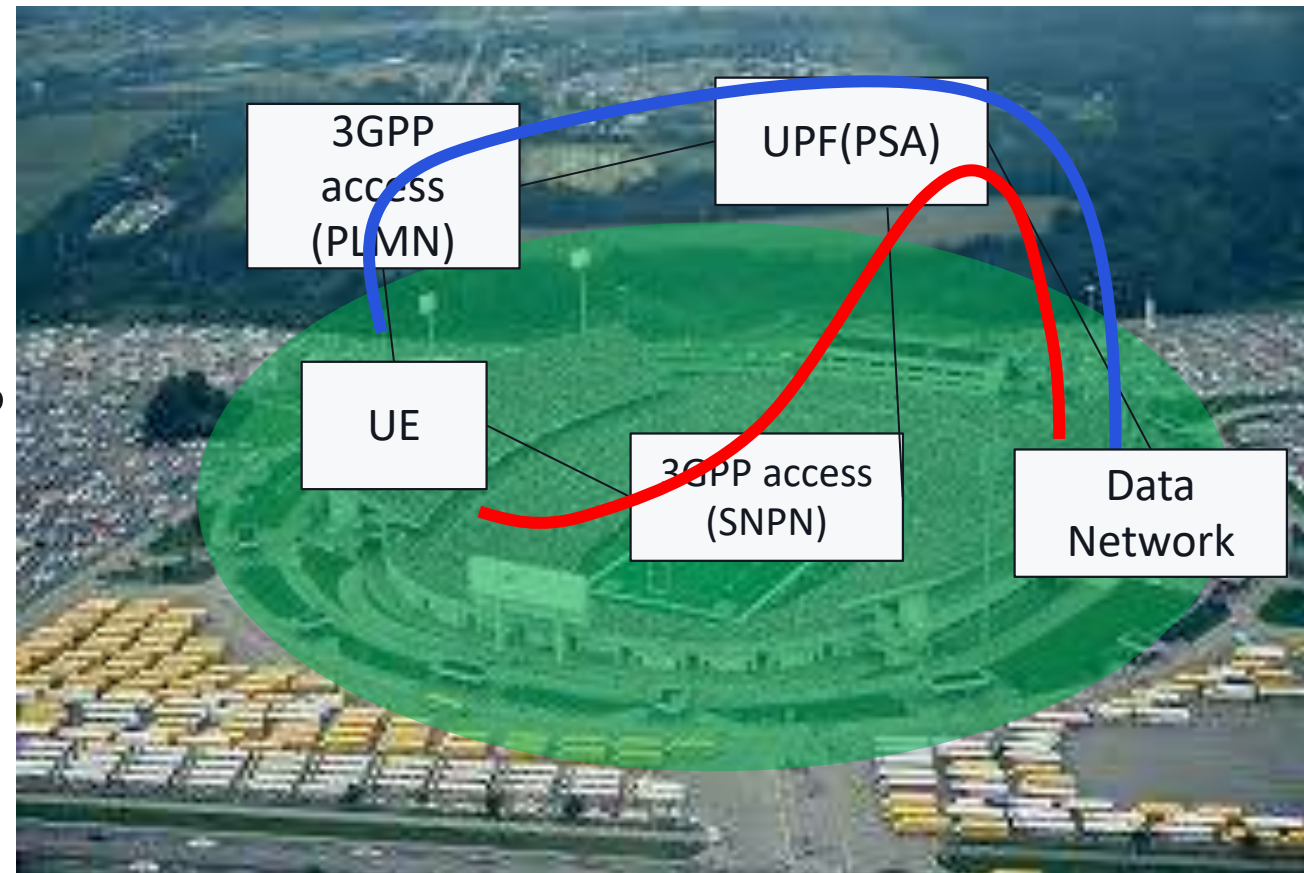 3GPP
access
(PLMN)
UPF(PSA)
UE
3GPP access
(SNPN)
Data
Network